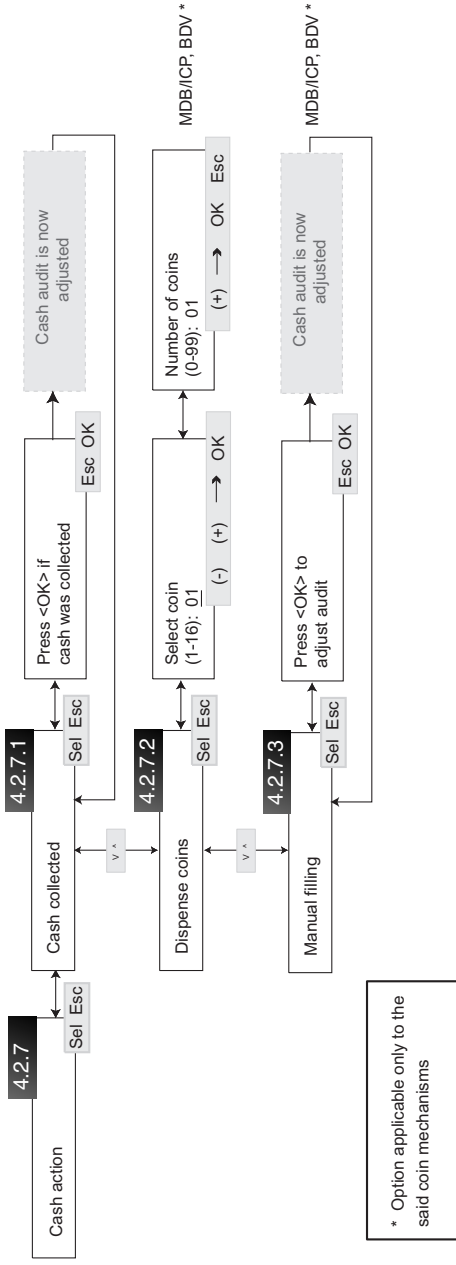 4.2.7
Cash action
Sel Esc
4.2.7.1
Cash collected
Sel Esc
Press <OK> if
cash was collected
Esc OK
Cash audit is now
adjusted
v ^
4.2.7.2
Dispense coins
Sel Esc
Select coin
(1-16): 01
(-) (+) → OK
Number of coins
(0-99): 01
(+) → OK Esc
MDB/ICP, BDV *
v ^
4.2.7.3
Manual filling
Sel Esc
Press <OK> to
adjust audit
Esc OK
Cash audit is now
adjusted
MDB/ICP, BDV *
* Option applicable only to the
said coin mechanisms